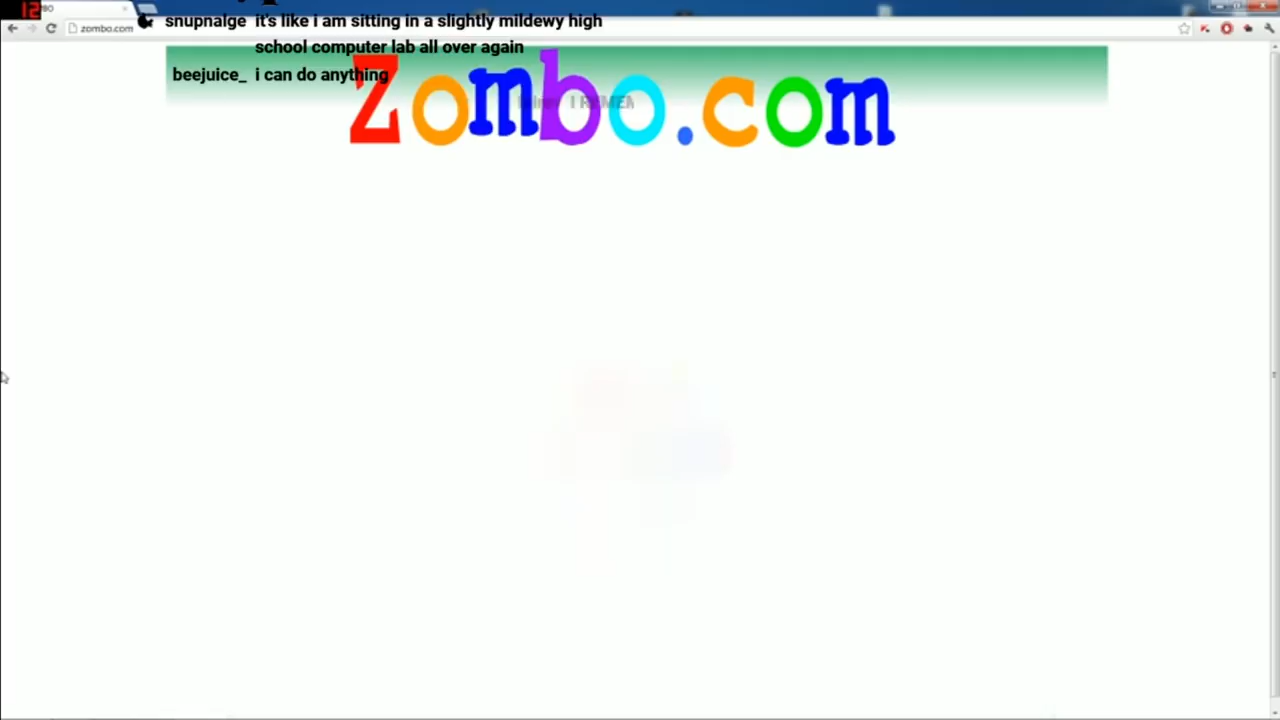 12
zombo.com
snupnalge it's like i am sitting in a slightly mildewy high
school computer lab all over again
beejuice_ i can do anything
Zombo.com